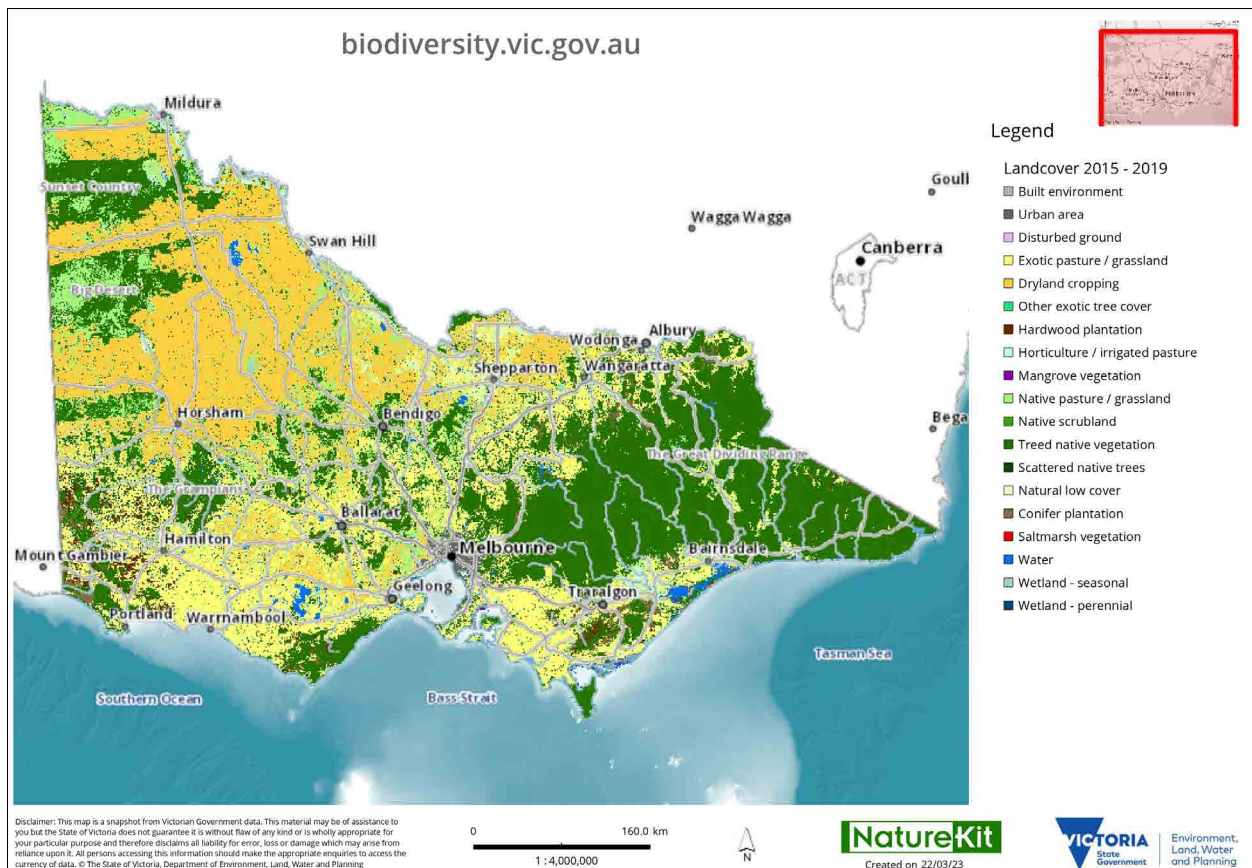 biodiversity.vic.gov.au
Mildura
Sunset Country
Swan Hill
Big Desert
Wagga Wagga
Goull
Canberra
ACT
Albury
Wodonga
Shepparton
Wangaratta
Horsham
Bendigo
Bega
The Great Dividing Range
The Grampians
Ballarat
Hamilton
Melbourne
Bairnsdale
Mount Gambier
Geelong
Traralgon
Portland
Warrnambool
Tasman Sea
Southern Ocean
Bass Strait
Legend
Landcover 2015 - 2019
Built environment
Urban area
Disturbed ground
Exotic pasture / grassland
Dryland cropping
Other exotic tree cover
Hardwood plantation
Horticulture / irrigated pasture
Mangrove vegetation
Native pasture / grassland
Native scrubland
Treed native vegetation
Scattered native trees
Natural low cover
Conifer plantation
Saltmarsh vegetation
Water
Wetland - seasonal
Wetland - perennial
Disclaimer: This map is a snapshot from Victorian Government data. This material may be of assistance to
you but the State of Victoria does not guarantee it is without flaw of any kind or is wholly appropriate for
your particular purpose and therefore disclaims all liability for error, loss or damage which may arise from
reliance upon it. All persons accessing this information should make the appropriate enquiries to access the
currency of data. © The State of Victoria, Department of Environment, Land, Water and Planning
0 160.0 km
1 : 4,000,000
N
NatureKit
Created on 22/03/23
VICTORIA
State
Government
Environment,
Land, Water
and Planning